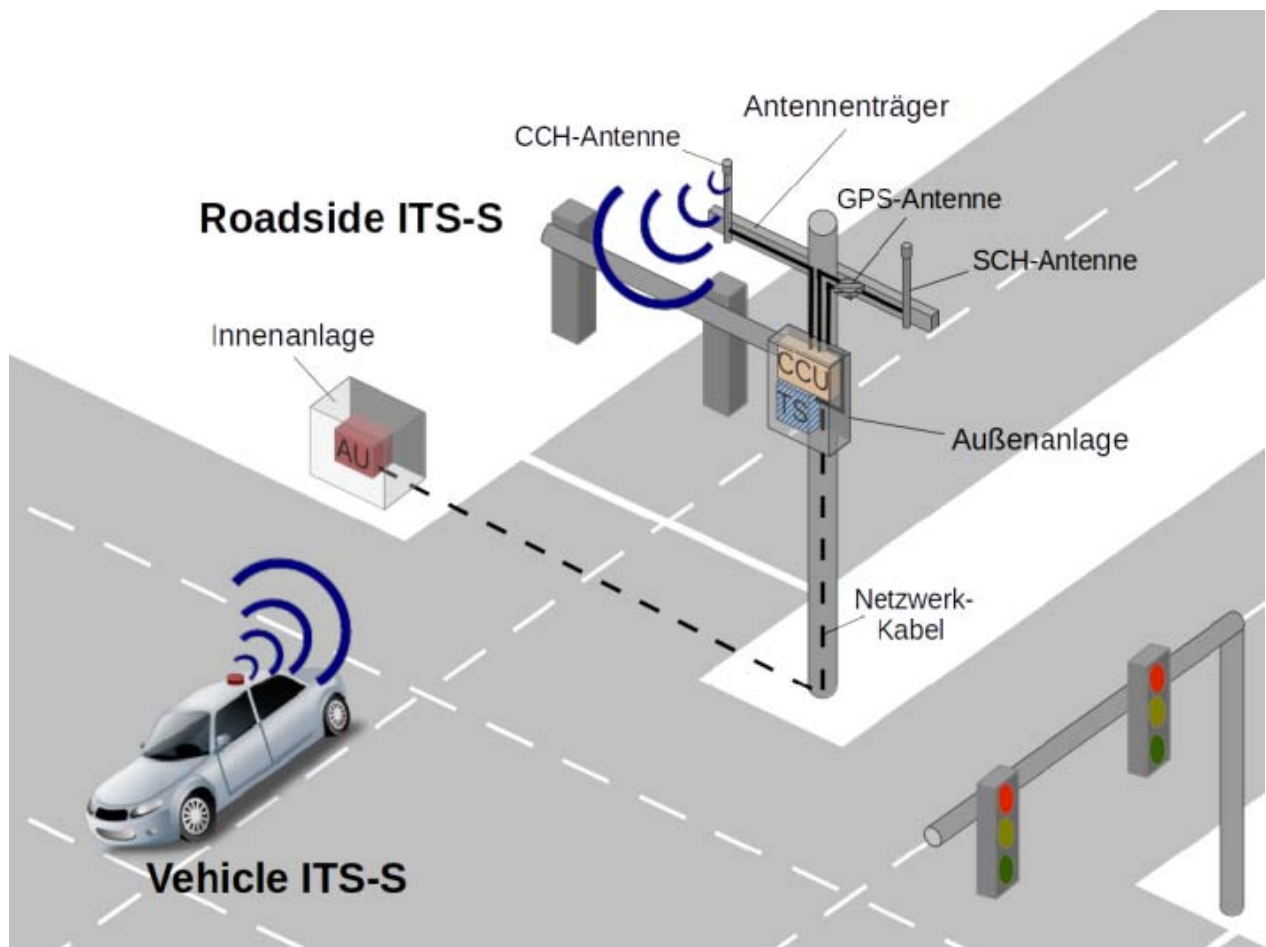 Antennenträger
CCH-Antenne
GPS-Antenne
Roadside ITS-S
SCH-Antenne
Innenanlage
CCU
TS
AU
Außenanlage
Netzwerk-
Kabel
Vehicle ITS-S